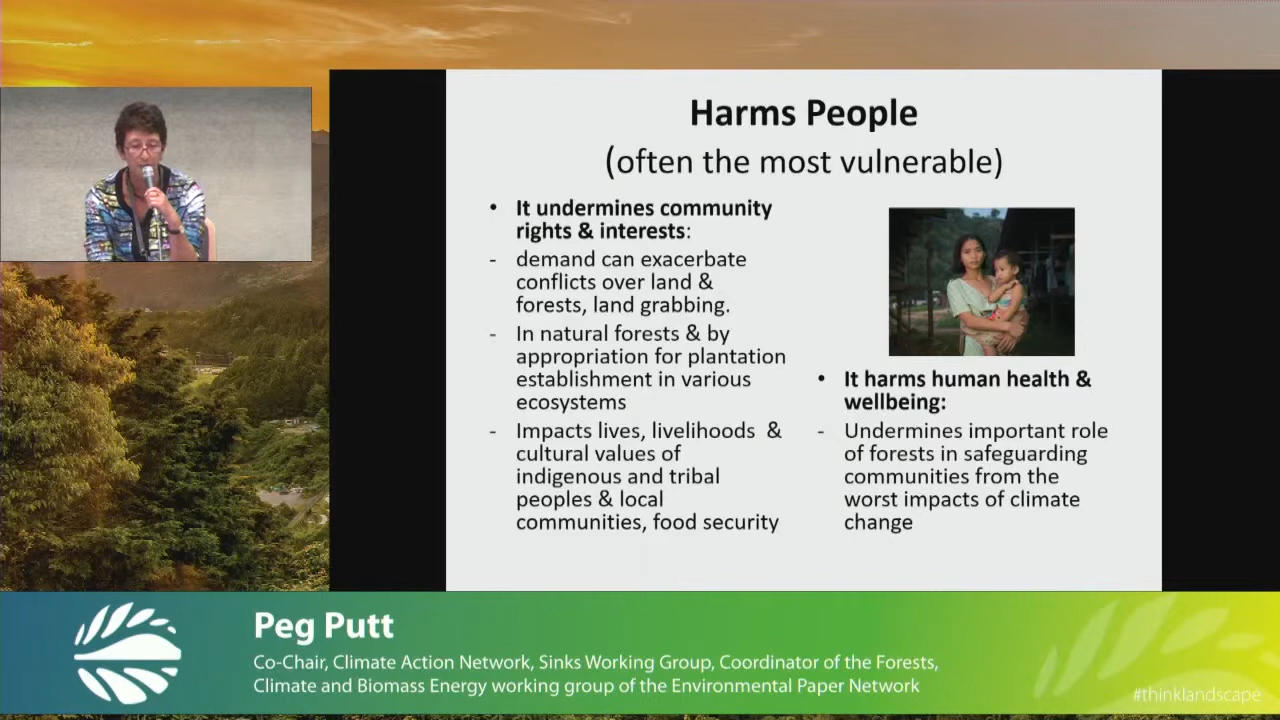 Harms People
(often the most vulnerable)
• It undermines community
rights & interests:
- demand can exacerbate
conflicts over land &
forests, land grabbing.
- In natural forests & by
appropriation for plantation
establishment in various
ecosystems
- Impacts lives, livelihoods &
cultural values of
indigenous and tribal
peoples & local
communities, food security
• It harms human health &
wellbeing:
- Undermines important role
of forests in safeguarding
communities from the
worst impacts of climate
change
Peg Putt
Co-Chair, Climate Action Network, Sinks Working Group, Coordinator of the Forests,
Climate and Biomass Energy working group of the Environmental Paper Network
#thinklandscape